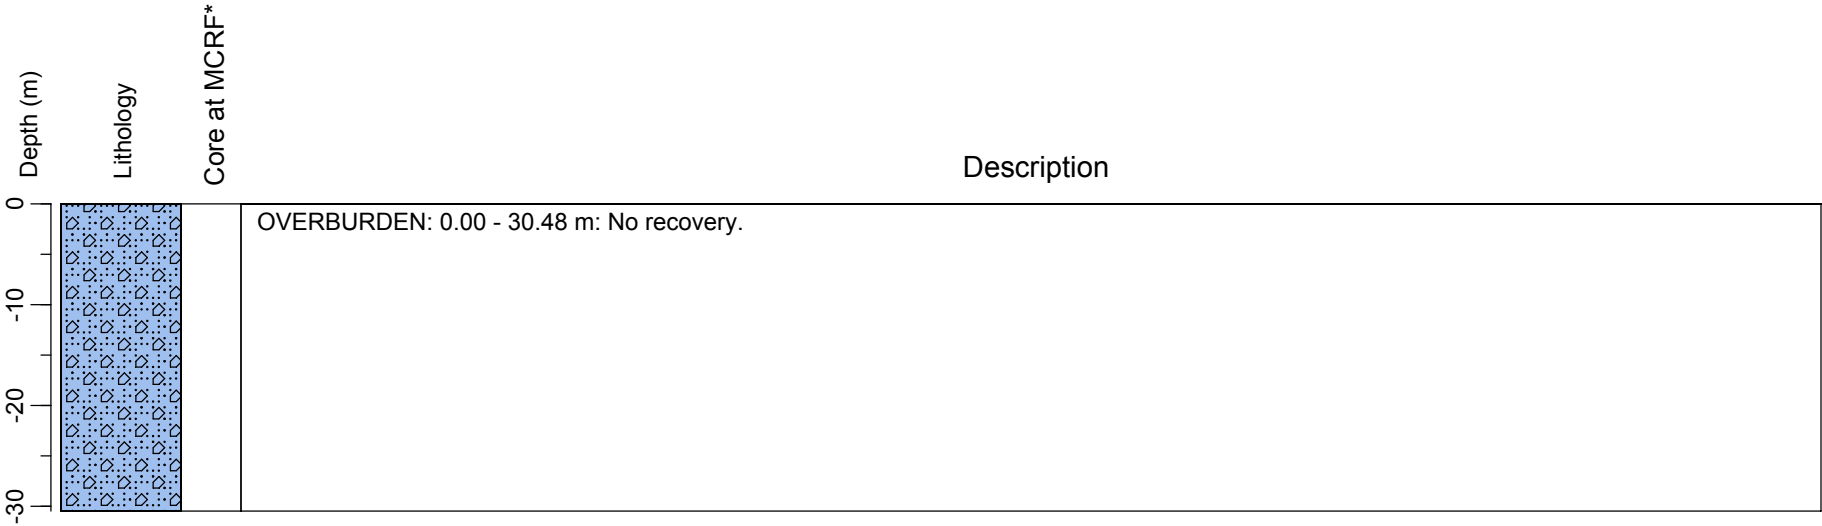 Depth (m)
Lithology
Core at MCRF*
Description
0
OVERBURDEN: 0.00 - 30.48 m: No recovery.
-10
-20
-30